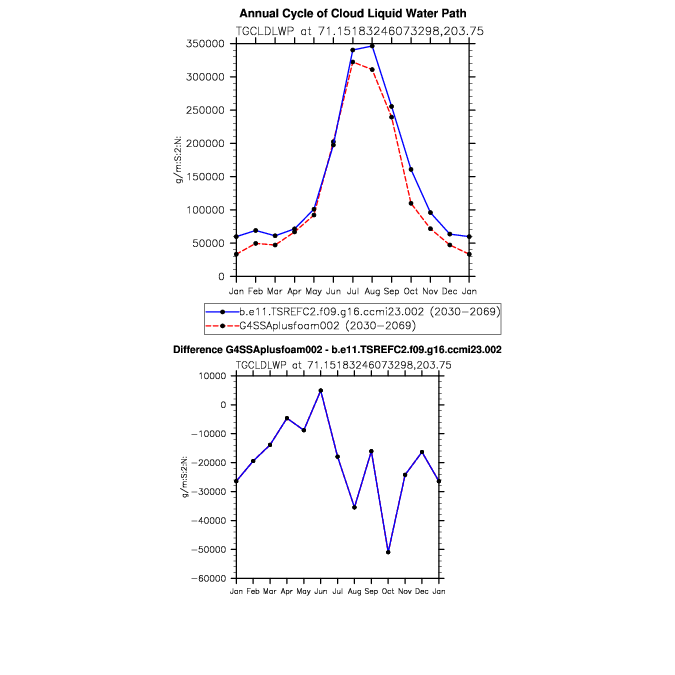 Annual Cycle of Cloud Liquid Water Path
TGCLDLWP at 71.15183246073298,203.75
350000
300000
250000
200000
150000
100000
50000
0
g/m:S:2:N:
Jan Feb Mar Apr May Jun Jul Aug Sep Oct Nov Dec Jan
b.e11.TSREFC2.f09.g16.ccmi23.002 (2030-2069)
G4SSAplusfoam002 (2030-2069)
Difference G4SSAplusfoam002 - b.e11.TSREFC2.f09.g16.ccmi23.002
TGCLDLWP at 71.15183246073298,203.75
10000
0
-10000
-20000
-30000
-40000
-50000
-60000
g/m:S:2:N:
Jan Feb Mar Apr May Jun Jul Aug Sep Oct Nov Dec Jan